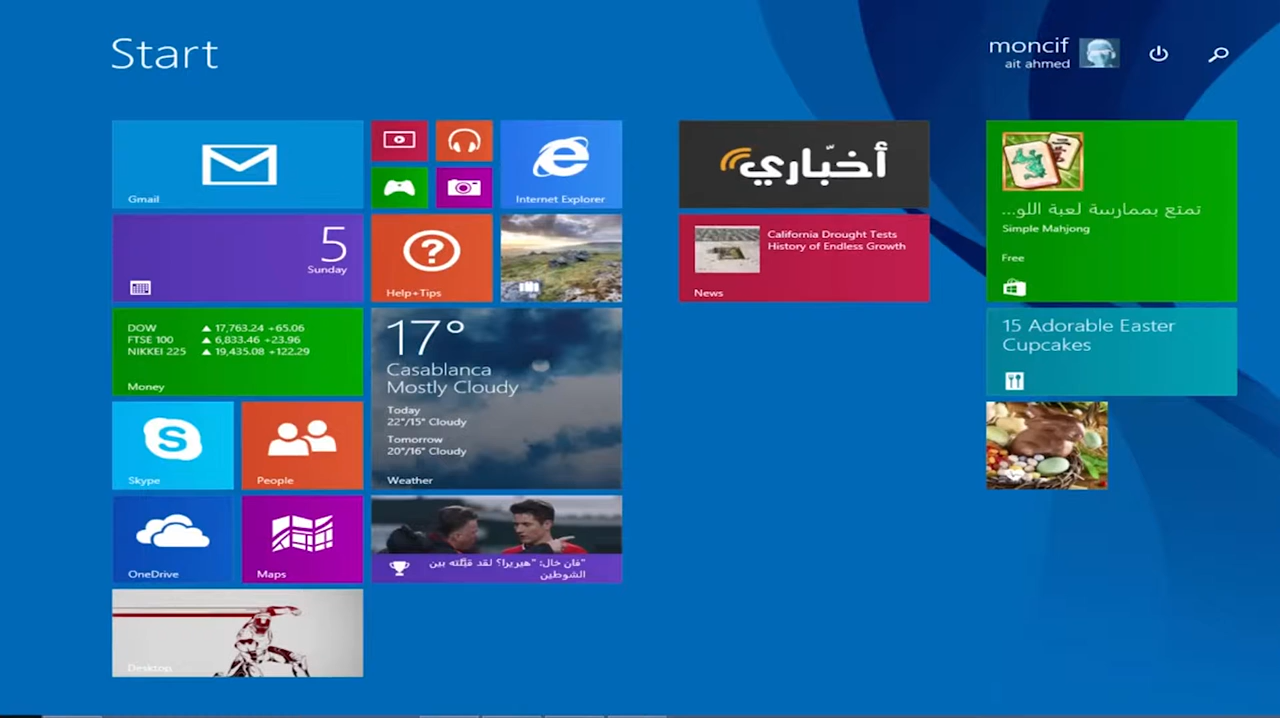 Start
moncif
ait ahmed
Gmail
Internet Explorer
5
Sunday
Help+Tips
DOW ▲ 17,763.24 +65.06
FTSE 100 ▲ 6,833.46 +23.96
NIKKEI 225 ▲ 19,435.08 +122.29
Money
17°
Casablanca
Mostly Cloudy
Today
22°/15° Cloudy
Tomorrow
20°/16° Cloudy
Weather
Skype
People
OneDrive
Maps
"فان خال: "هيريرا؟ لقد قبّلته بين
الشوطين
Desktop
أخبّاري
California Drought Tests
History of Endless Growth
News
تمتع بممارسة لعبة اللو...
Simple Mahjong
Free
15 Adorable Easter
Cupcakes